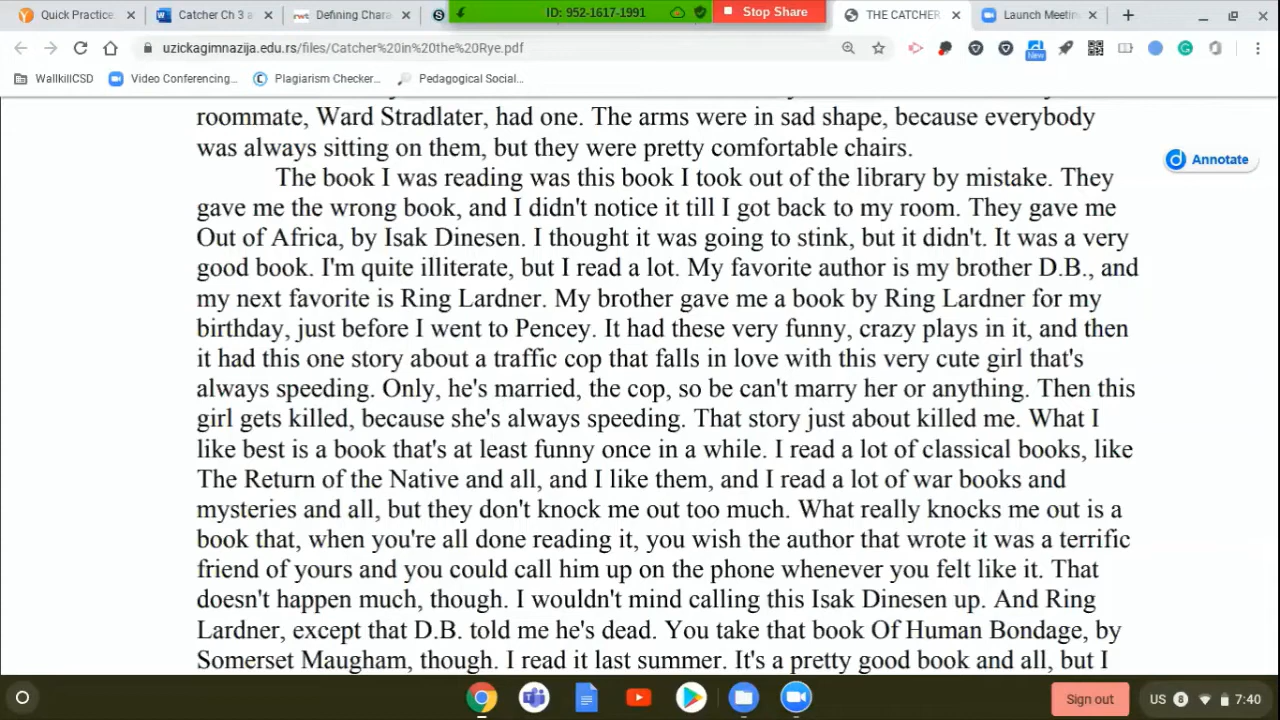 Quick Practice
Catcher Ch 3 a
Defining Chara
ID: 952-1617-1991
Stop Share
THE CATCHER
Launch Meetin
uzickagimnazija.edu.rs/files/Catcher%20in%20the%20Rye.pdf
New
WallkillCSD
Video Conferencing...
Plagiarism Checker...
Pedagogical Social...
Annotate
roommate, Ward Stradlater, had one. The arms were in sad shape, because everybody
was always sitting on them, but they were pretty comfortable chairs.
The book I was reading was this book I took out of the library by mistake. They
gave me the wrong book, and I didn't notice it till I got back to my room. They gave me
Out of Africa, by Isak Dinesen. I thought it was going to stink, but it didn't. It was a very
good book. I'm quite illiterate, but I read a lot. My favorite author is my brother D.B., and
my next favorite is Ring Lardner. My brother gave me a book by Ring Lardner for my
birthday, just before I went to Pencey. It had these very funny, crazy plays in it, and then
it had this one story about a traffic cop that falls in love with this very cute girl that's
always speeding. Only, he's married, the cop, so be can't marry her or anything. Then this
girl gets killed, because she's always speeding. That story just about killed me. What I
like best is a book that's at least funny once in a while. I read a lot of classical books, like
The Return of the Native and all, and I like them, and I read a lot of war books and
mysteries and all, but they don't knock me out too much. What really knocks me out is a
book that, when you're all done reading it, you wish the author that wrote it was a terrific
friend of yours and you could call him up on the phone whenever you felt like it. That
doesn't happen much, though. I wouldn't mind calling this Isak Dinesen up. And Ring
Lardner, except that D.B. told me he's dead. You take that book Of Human Bondage, by
Somerset Maugham, though. I read it last summer. It's a pretty good book and all, but I
Sign out
US
8
7:40